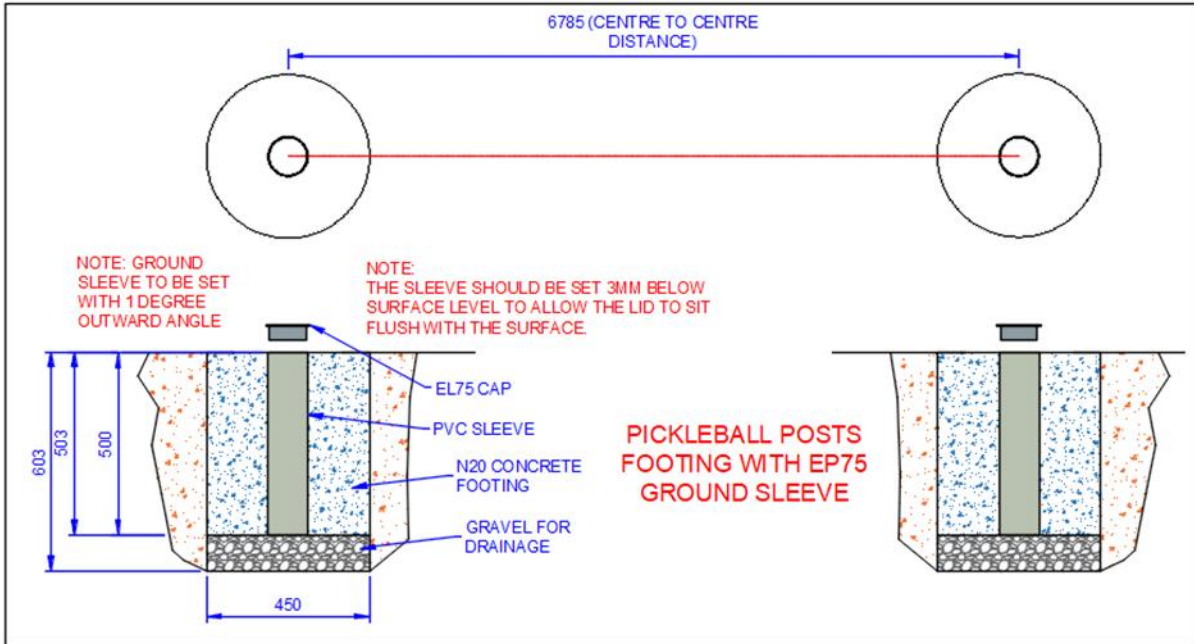 6785 (CENTRE TO CENTRE
DISTANCE)
NOTE: GROUND
SLEEVE TO BE SET
WITH 1 DEGREE
OUTWARD ANGLE
NOTE:
THE SLEEVE SHOULD BE SET 3MM BELOW
SURFACE LEVEL TO ALLOW THE LID TO SIT
FLUSH WITH THE SURFACE.
EL75 CAP
PVC SLEEVE
N20 CONCRETE
FOOTING
GRAVEL FOR
DRAINAGE
603
503
500
450
PICKLEBALL POSTS
FOOTING WITH EP75
GROUND SLEEVE